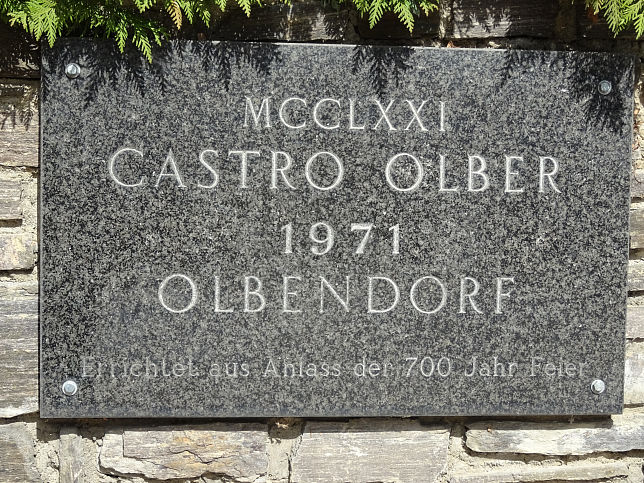 MCCLXXI
CASTRO OLBER
1971
OLBENDORF
Errichtet aus Anlass der 700 Jahr Feier